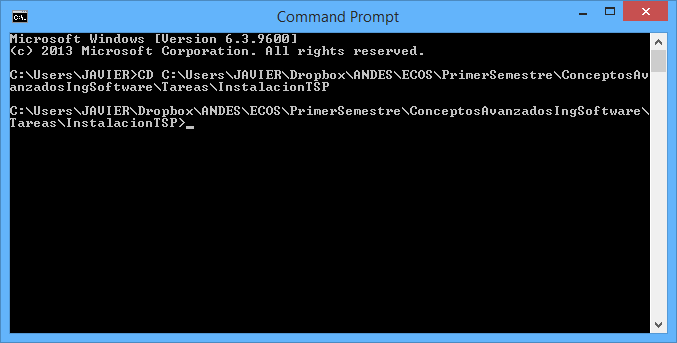 Command Prompt
Microsoft Windows [Version 6.3.9600]
(c) 2013 Microsoft Corporation. All rights reserved.
C:\Users\JAVIER>CD C:\Users\JAVIER\Dropbox\ANDES\ECOS\PrimerSemestre\ConceptosAv
anzadosIngSoftware\Tareas\InstalacionTSP
C:\Users\JAVIER\Dropbox\ANDES\ECOS\PrimerSemestre\ConceptosAvanzadosIngSoftware\
Tareas\InstalacionTSP>_